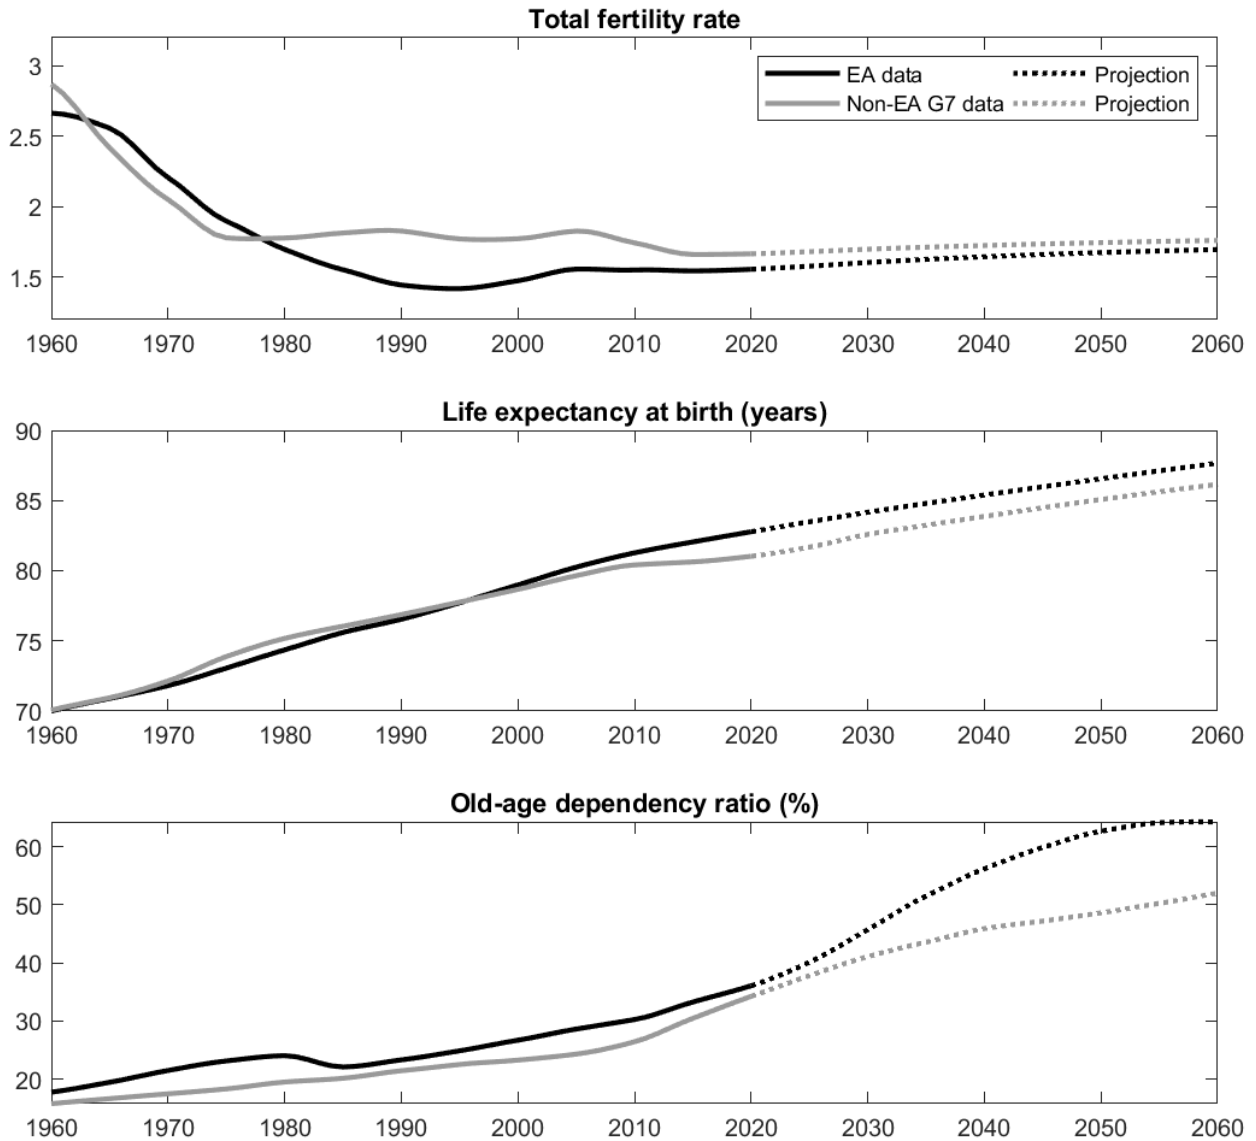 Total fertility rate
3
2.5
2
1.5
EA data Projection
Non-EA G7 data Projection
1960 1970 1980 1990 2000 2010 2020 2030 2040 2050 2060
Life expectancy at birth (years)
90
85
80
75
70
1960 1970 1980 1990 2000 2010 2020 2030 2040 2050 2060
Old-age dependency ratio (%)
60
50
40
30
20
1960 1970 1980 1990 2000 2010 2020 2030 2040 2050 2060